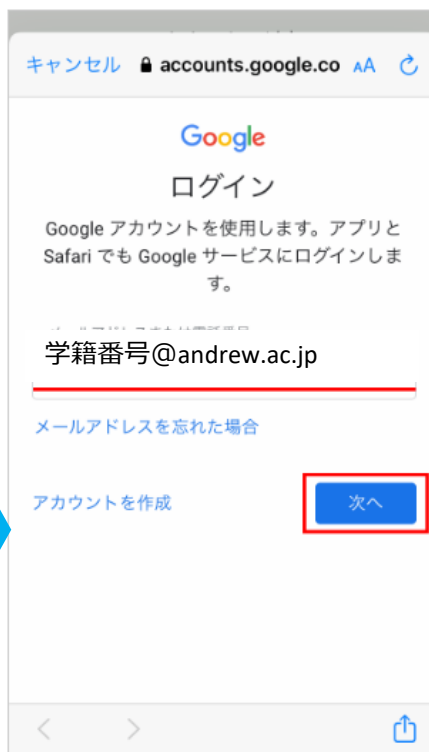 キャンセル accounts.google.co AA
Google
ログイン
Google アカウントを使用します。アプリと
Safari でも Google サービスにログインしま
す。
学籍番号@andrew.ac.jp
メールアドレスを忘れた場合
アカウントを作成
次へ